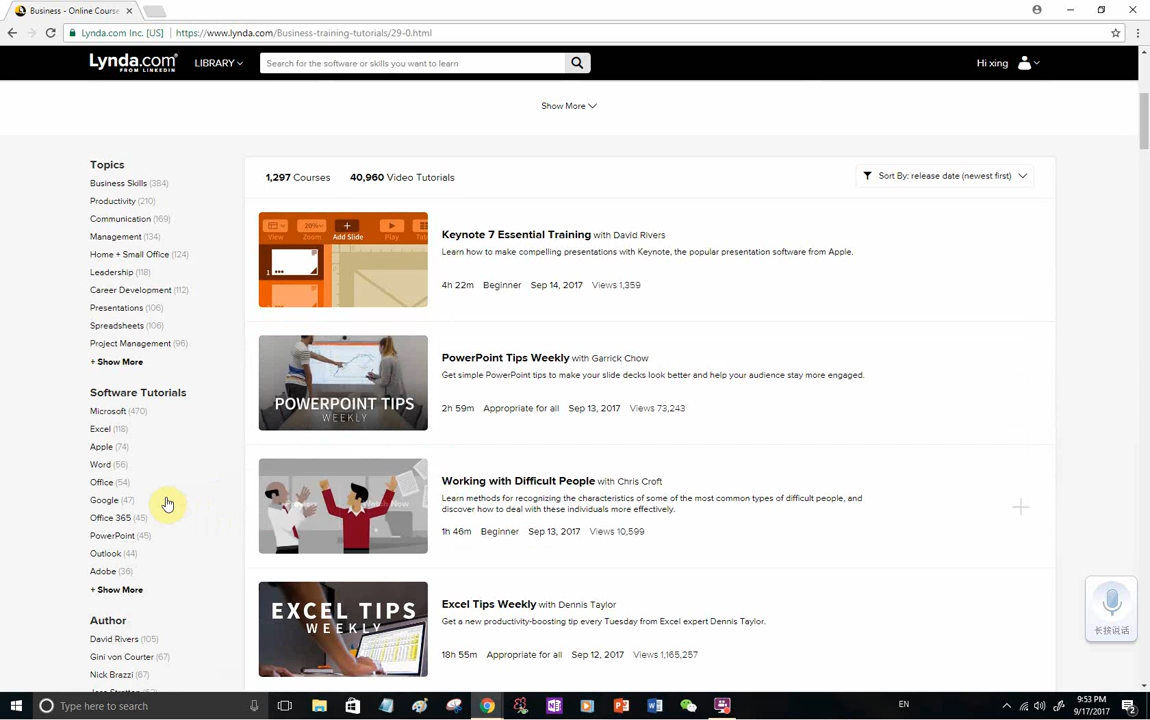 Business - Online Course
Lynda.com Inc. [US]
https://www.lynda.com/Business-training-tutorials/29-0.html
Lynda.com
FROM LINKEDIN
LIBRARY
Search for the software or skills you want to learn
Hi xing
Show More
Topics
Business Skills (384)
Productivity (210)
Communication (169)
Management (134)
Home + Small Office (124)
Leadership (118)
Career Development (112)
Presentations (106)
Spreadsheets (106)
Project Management (96)
+ Show More
Software Tutorials
Microsoft (470)
Excel (118)
Apple (74)
Word (56)
Office (54)
Google (47)
Office 365 (45)
PowerPoint (45)
Outlook (44)
Adobe (36)
+ Show More
Author
David Rivers (105)
Gini von Courter (67)
Nick Brazzi (67)
1,297 Courses 40,960 Video Tutorials
Sort By: release date (newest first)
View Zoom Add Slide Play
Keynote 7 Essential Training with David Rivers
Learn how to make compelling presentations with Keynote, the popular presentation software from Apple.
4h 22m Beginner Sep 14, 2017 Views 1,359
POWERPOINT TIPS
WEEKLY
PowerPoint Tips Weekly with Garrick Chow
Get simple PowerPoint tips to make your slide decks look better and help your audience stay more engaged.
2h 59m Appropriate for all Sep 13, 2017 Views 73,243
Working with Difficult People with Chris Croft
Learn methods for recognizing the characteristics of some of the most common types of difficult people, and
discover how to deal with these individuals more effectively.
1h 46m Beginner Sep 13, 2017 Views 10,599
EXCEL TIPS
WEEKLY
Excel Tips Weekly with Dennis Taylor
Get a new productivity-boosting tip every Tuesday from Excel expert Dennis Taylor.
18h 55m Appropriate for all Sep 12, 2017 Views 1,165,257
长按说话
Type here to search
EN
9:53 PM
9/17/2017
2